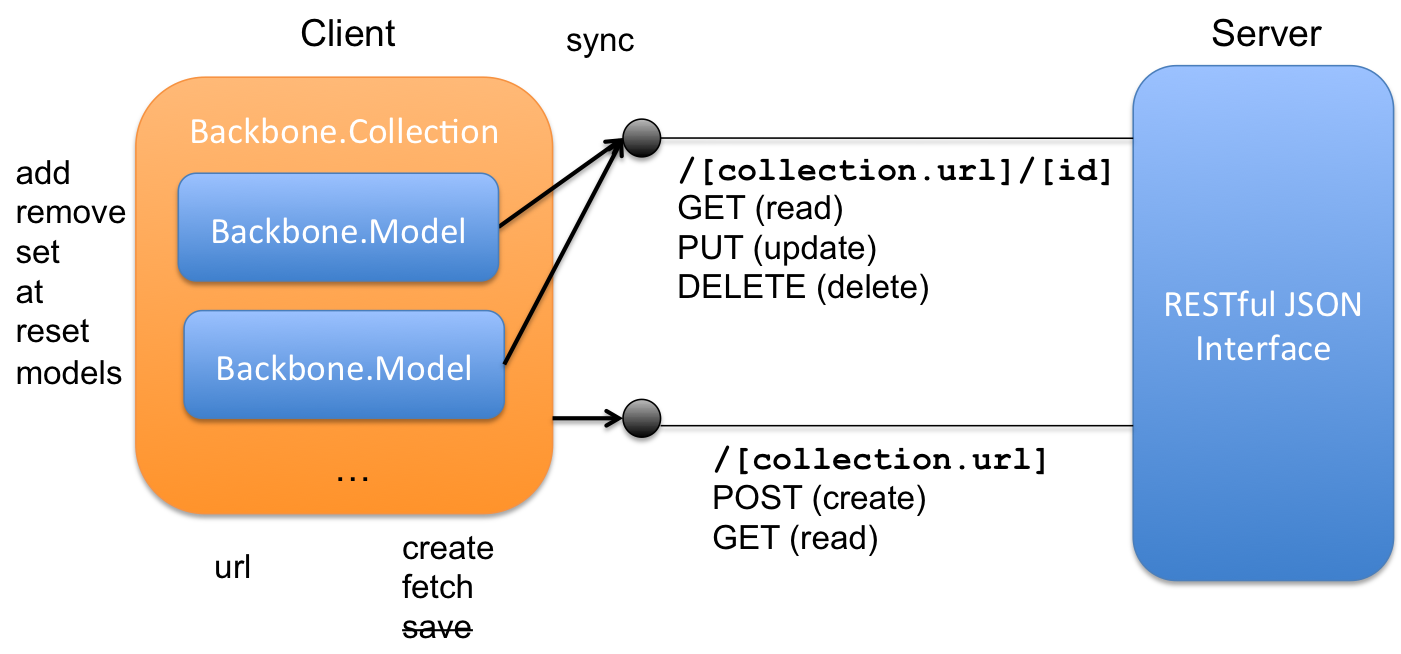 Client
sync
Server
Backbone.Collection
add
remove
set
at
reset
models
Backbone.Model
Backbone.Model
...
url
create
fetch
save
/[collection.url]/[id]
GET (read)
PUT (update)
DELETE (delete)
/[collection.url]
POST (create)
GET (read)
RESTful JSON
Interface